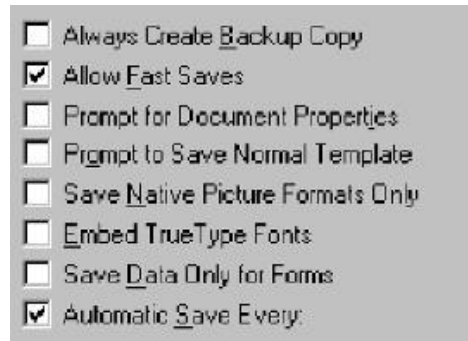 Always Create Backup Copy
Allow Fast Saves
Prompt for Document Properties
Prompt to Save Normal Template
Save Native Picture Formats Only
Embed TrueType Fonts
Save Data Only for Forms
Automatic Save Every: